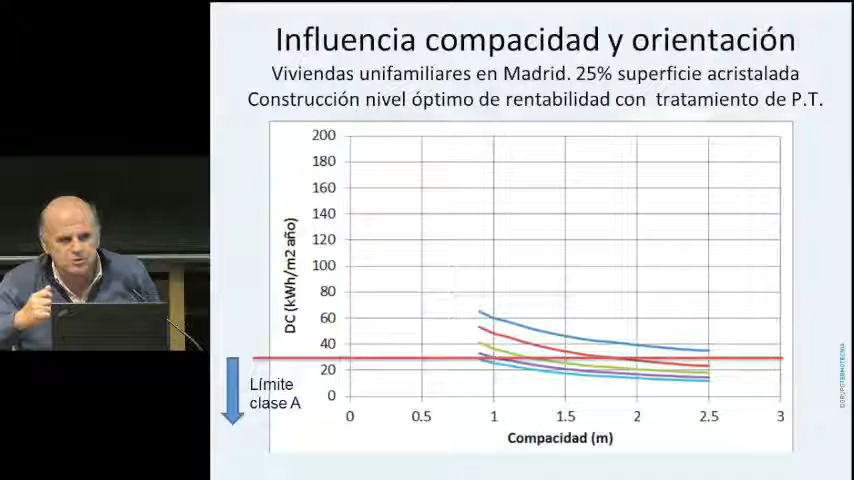 Influencia compacidad y orientación
Viviendas unifamiliares en Madrid. 25% superficie acristalada
Construcción nivel óptimo de rentabilidad con tratamiento de P.T.
200
180
160
140
120
100
80
60
40
20
0
DC (kWh/m2 año)
0
0.5
1
1.5
2
2.5
3
Compacidad (m)
Límite
clase A